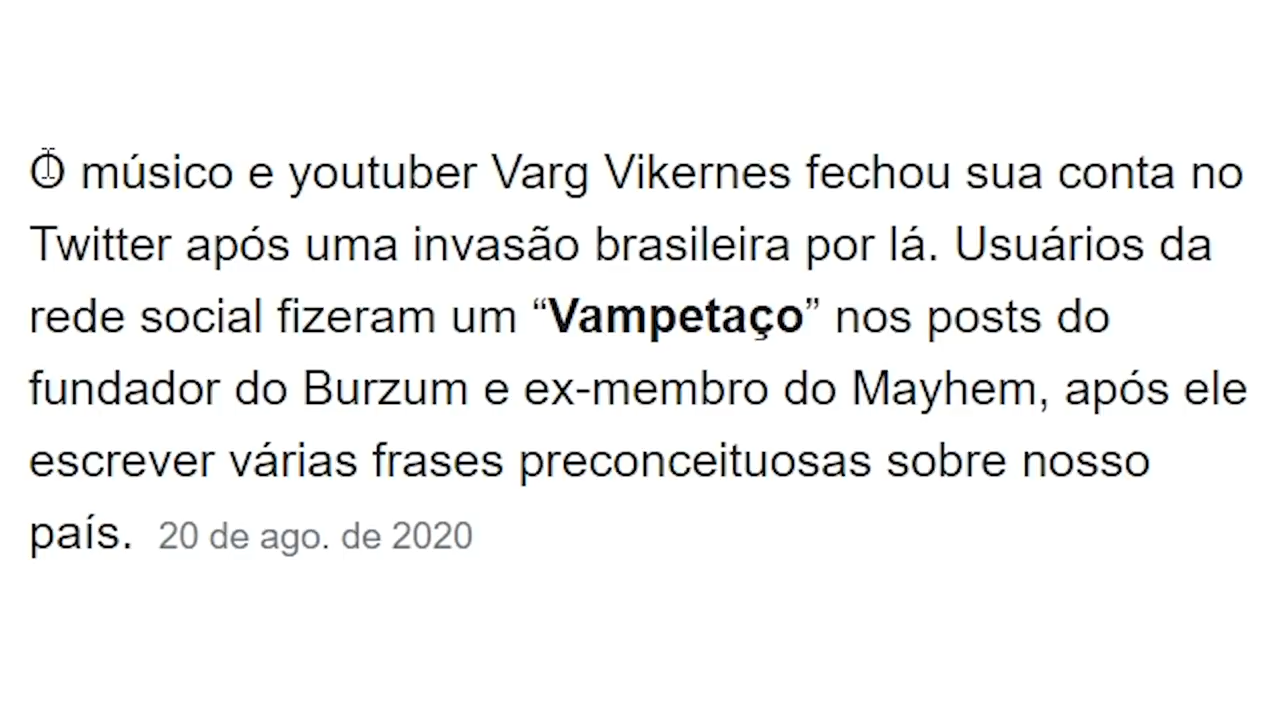 O músico e youtuber Varg Vikernes fechou sua conta no
Twitter após uma invasão brasileira por lá. Usuários da
rede social fizeram um “Vampetaço” nos posts do
fundador do Burzum e ex-membro do Mayhem, após ele
escrever várias frases preconceituosas sobre nosso
país. 20 de ago. de 2020